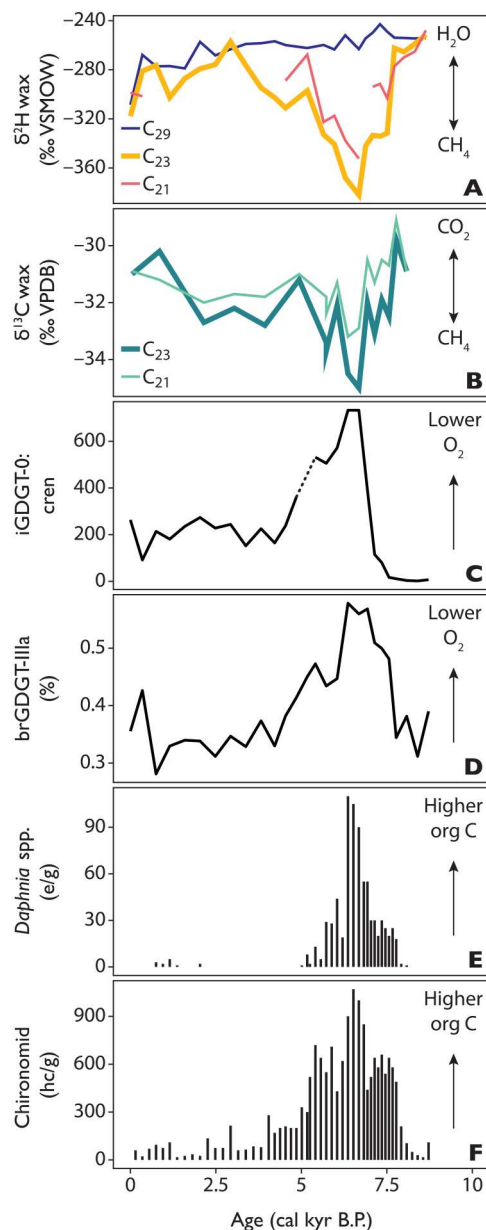 −240
−280
−320
−360
δ²H wax
(‰ VSMOW)
H₂O
CH₄
C₂₉
C₂₃
C₂₁
A
−30
−32
−34
δ¹³C wax
(‰ VPDB)
CO₂
CH₄
C₂₃
C₂₁
B
600
400
200
0
iGDGT-0:
cren
Lower
O₂
C
0.5
0.4
0.3
brGDGT-IIIa
(%)
Lower
O₂
D
90
60
30
0
Daphnia spp.
(e/g)
Higher
org C
E
900
600
300
0
Chironomid
(hc/g)
Higher
org C
F
0 2.5 5.0 7.5 10
Age (cal kyr B.P.)